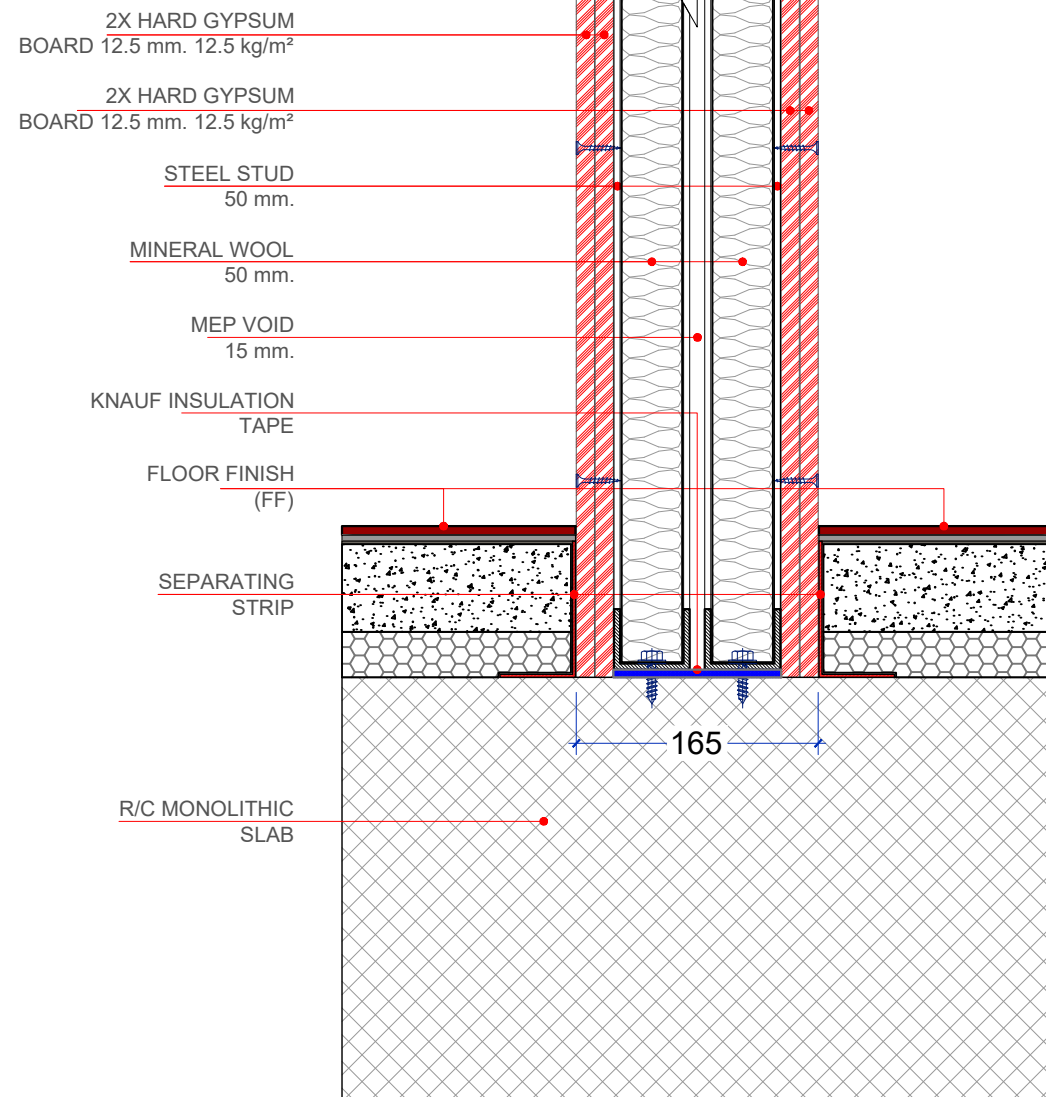 2X HARD GYPSUM
BOARD 12.5 mm. 12.5 kg/m²
2X HARD GYPSUM
BOARD 12.5 mm. 12.5 kg/m²
STEEL STUD
50 mm.
MINERAL WOOL
50 mm.
MEP VOID
15 mm.
KNAUF INSULATION
TAPE
FLOOR FINISH
(FF)
SEPARATING
STRIP
165
R/C MONOLITHIC
SLAB